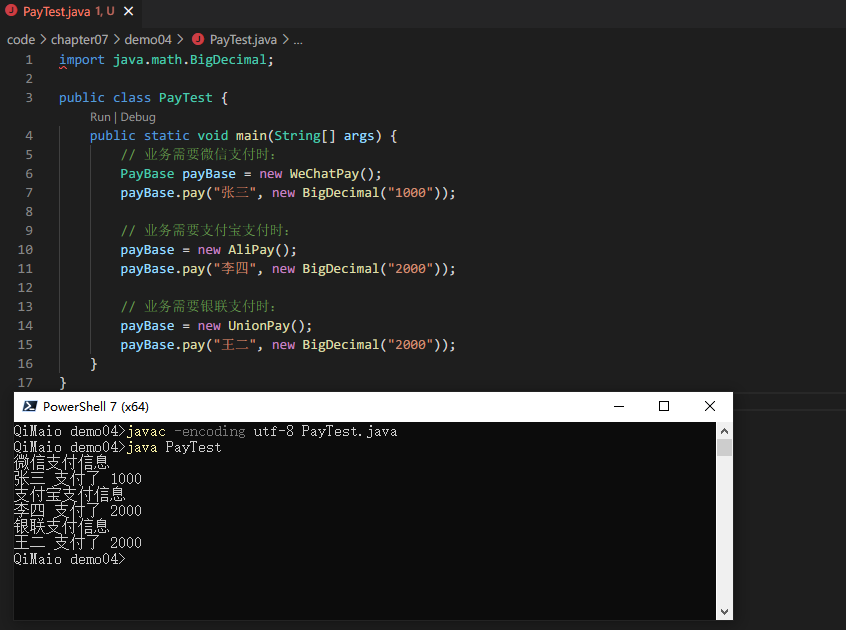 J PayTest.java 1, U ×
code > chapter07 > demo04 > J PayTest.java > ...
1 import java.math.BigDecimal;
2
3 public class PayTest {
Run | Debug
4 public static void main(String[] args) {
5 // 业务需要微信支付时:
6 PayBase payBase = new WeChatPay();
7 payBase.pay("张三", new BigDecimal("1000"));
8
9 // 业务需要支付宝支付时:
10 payBase = new AliPay();
11 payBase.pay("李四", new BigDecimal("2000"));
12
13 // 业务需要银联支付时:
14 payBase = new UnionPay();
15 payBase.pay("王二", new BigDecimal("2000"));
16 }
17 }
PowerShell 7 (x64)
QiMaio demo04>javac -encoding utf-8 PayTest.java
QiMaio demo04>java PayTest
微信支付信息
张三 支付了 1000
支付宝支付信息
李四 支付了 2000
银联支付信息
王二 支付了 2000
QiMaio demo04>